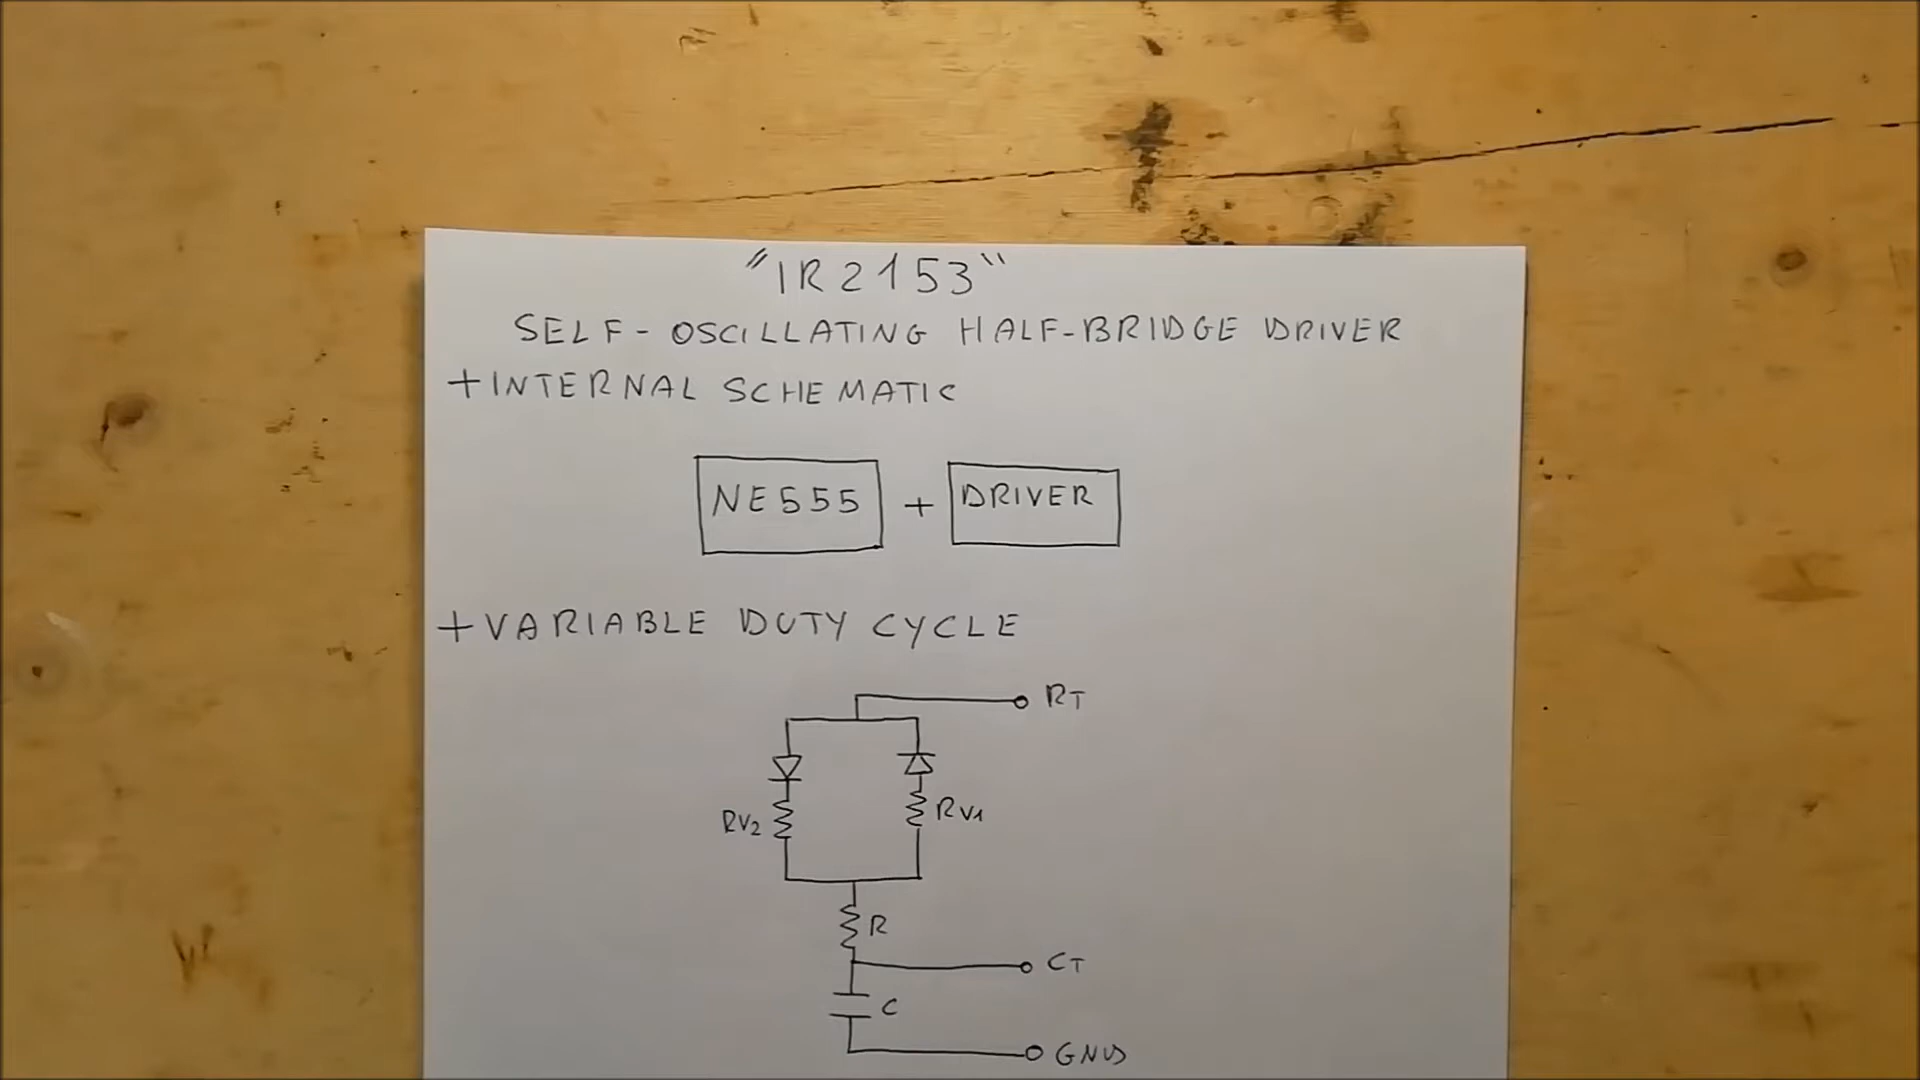 "IR2153"
SELF-OSCILLATING HALF-BRIDGE DRIVER
+INTERNAL SCHEMATIC
NE555 + DRIVER
+VARIABLE DUTY CYCLE
RT
RV2 RV1
R
CT
C
GND